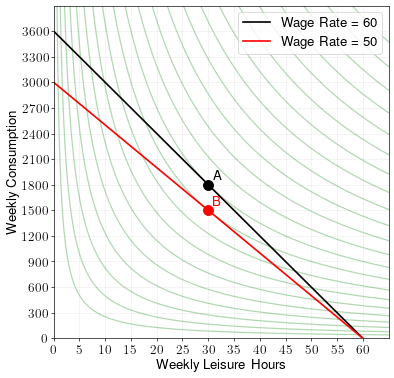 Wage Rate = 60
Wage Rate = 50
3600
3300
3000
2700
2400
2100
1800
1500
1200
900
600
300
0
A
B
0 5 10 15 20 25 30 35 40 45 50 55 60
Weekly Consumption
Weekly Leisure Hours